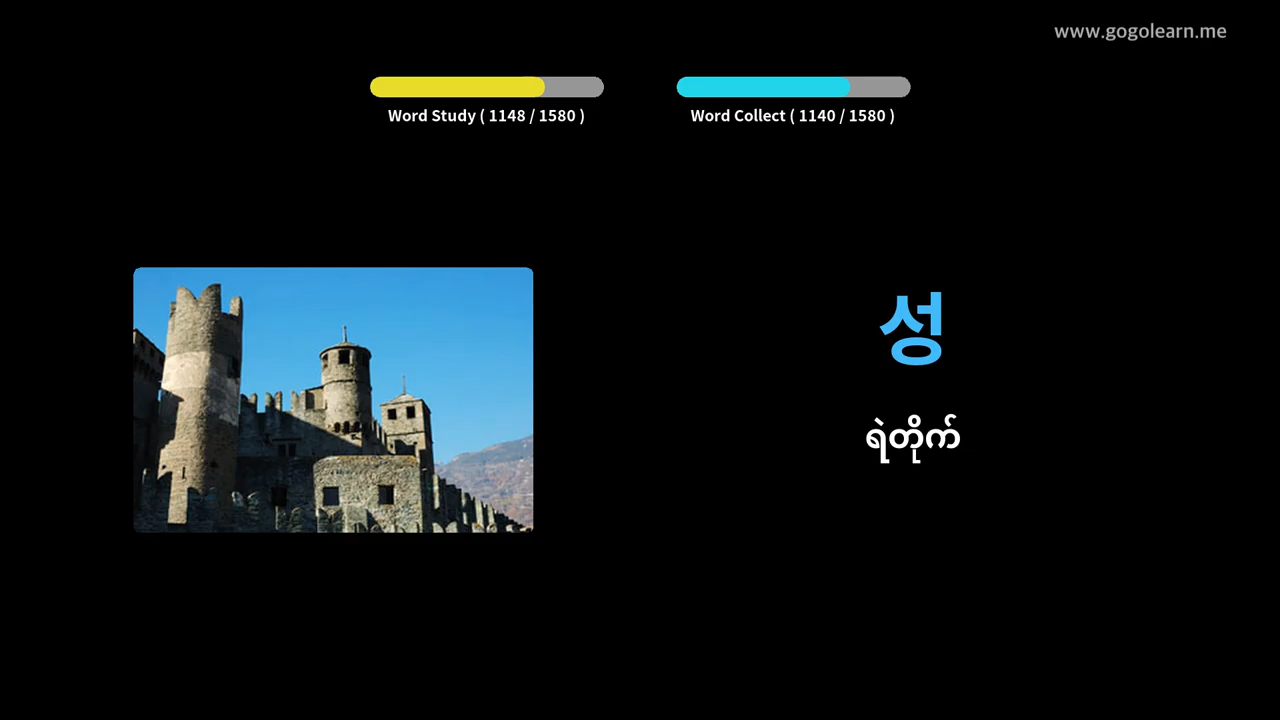 www.gogolearn.me
Word Study ( 1148 / 1580 )
Word Collect ( 1140 / 1580 )
성
ရဲတိုက်